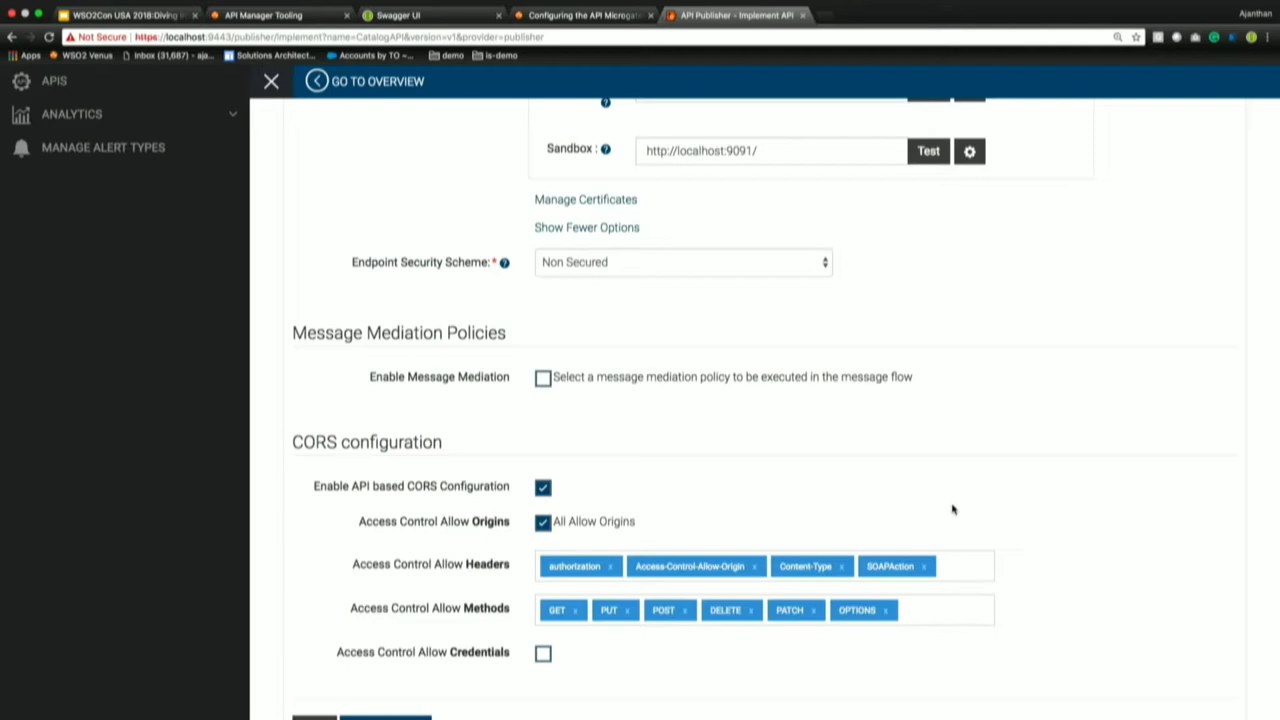 WSO2Con USA 2018:Diving
API Manager Tooling
Swagger UI
Configuring the API Microgate
API Publisher - Implement API
Ajanthan
Not Secure
https://localhost:9443/publisher/implement?name=CatalogAPI&version=v1&provider=publisher
Apps
WSO2 Venus
Inbox (31,687) - aja...
Solutions Architect...
Accounts by TO –...
demo
is-demo
APIS
GO TO OVERVIEW
ANALYTICS
MANAGE ALERT TYPES
Sandbox :
http://localhost:9091/
Test
Manage Certificates
Show Fewer Options
Endpoint Security Scheme:*
Non Secured
Message Mediation Policies
Enable Message Mediation
Select a message mediation policy to be executed in the message flow
CORS configuration
Enable API based CORS Configuration
Access Control Allow Origins
All Allow Origins
Access Control Allow Headers
authorization x Access-Control-Allow-Origin x Content-Type x SOAPAction x
Access Control Allow Methods
GET x PUT x POST x DELETE x PATCH x OPTIONS x
Access Control Allow Credentials